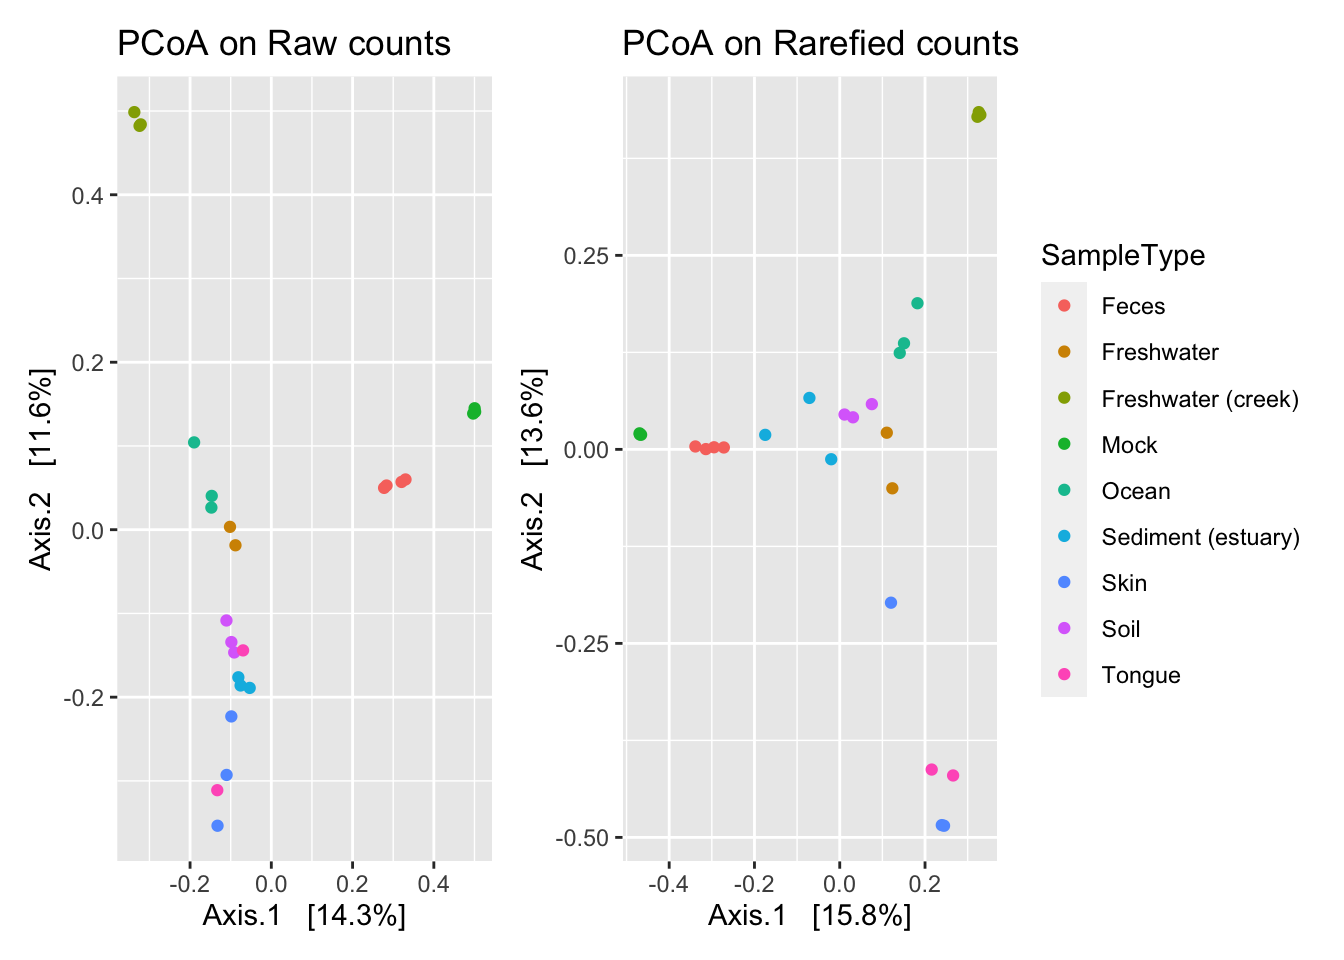 PCoA on Raw counts
PCoA on Rarefied counts
Axis.2   [11.6%]
0.4
0.2
0.0
-0.2
-0.2
0.0
0.2
0.4
Axis.1   [14.3%]
Axis.2   [13.6%]
0.25
0.00
-0.25
-0.50
-0.4
-0.2
0.0
0.2
Axis.1   [15.8%]
SampleType
Feces
Freshwater
Freshwater (creek)
Mock
Ocean
Sediment (estuary)
Skin
Soil
Tongue